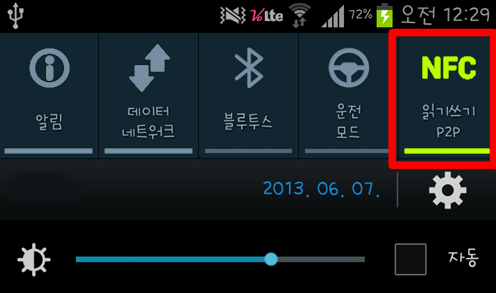 LTE 72% 오전 12:29
NFC
알림
데이터
네트워크
블루투스
운전
모드
읽기쓰기
P2P
2013. 06. 07.
자동